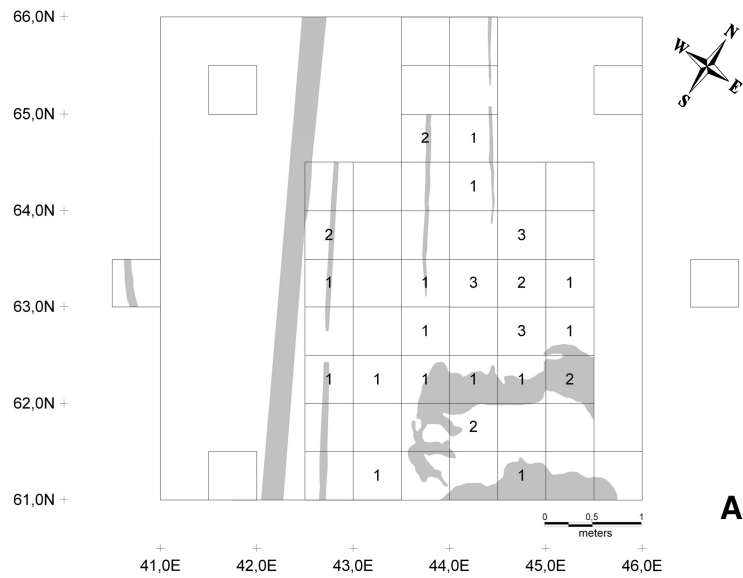 66,0N
N
W
E
S
65,0N
2 1
1
64,0N
2 3
1 1 3 2 1
63,0N
1 3 1
1 1 1 1 1 2
62,0N
2
1 1
61,0N
A
0 0,5 1
meters
41,0E 42,0E 43,0E 44,0E 45,0E 46,0E